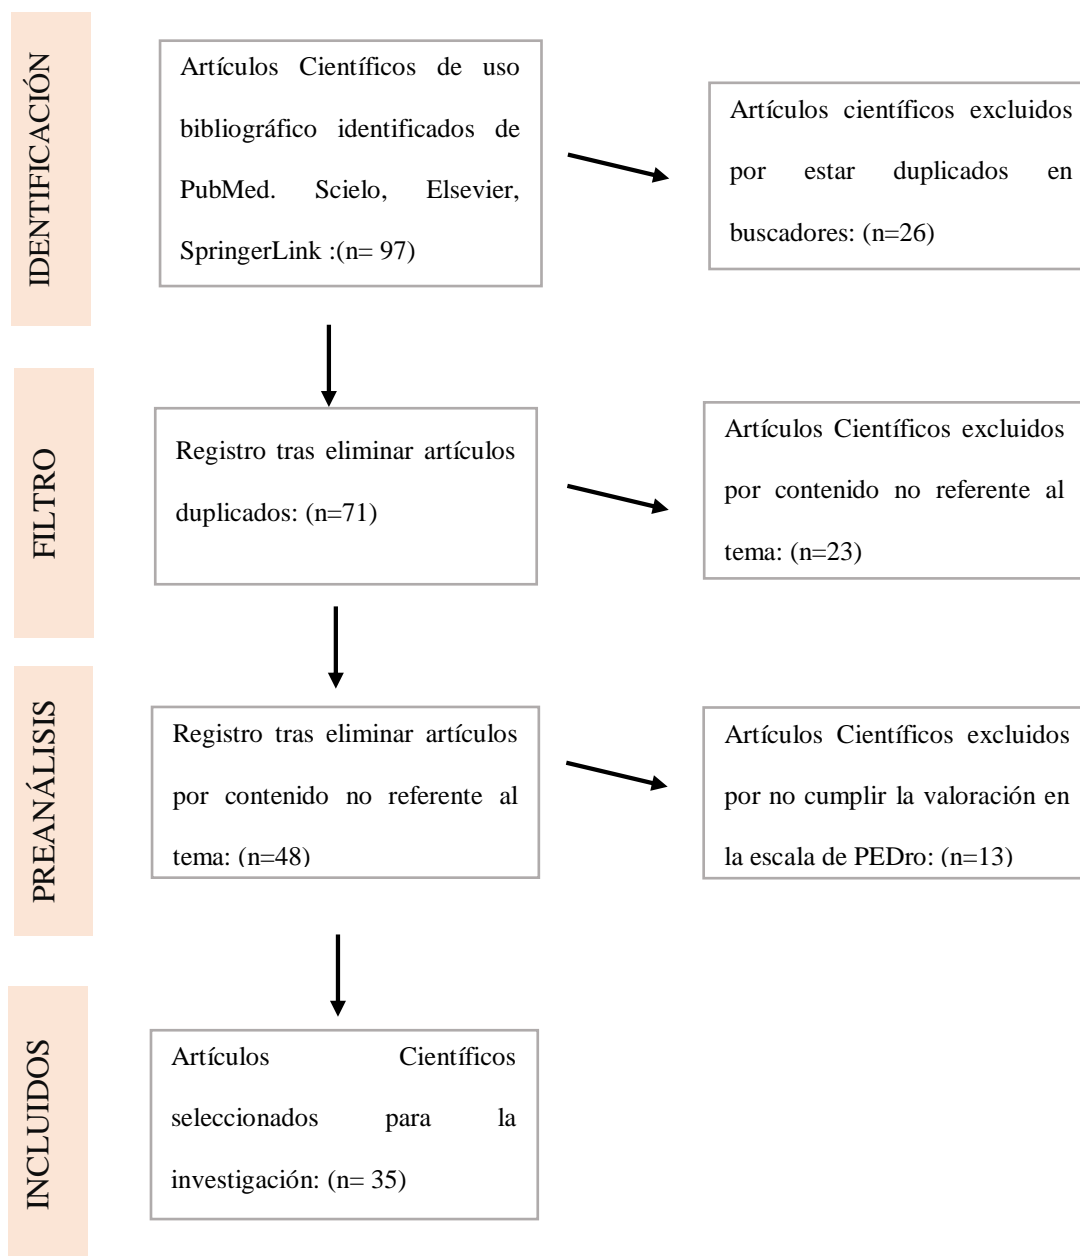 IDENTIFICACIÓN
Artículos Científicos de uso
bibliográfico identificados de
PubMed. Scielo, Elsevier,
SpringerLink :(n= 97)
Artículos científicos excluidos
por estar duplicados en
buscadores: (n=26)
FILTRO
Registro tras eliminar artículos
duplicados: (n=71)
Artículos Científicos excluidos
por contenido no referente al
tema: (n=23)
PREANÁLISIS
Registro tras eliminar artículos
por contenido no referente al
tema: (n=48)
Artículos Científicos excluidos
por no cumplir la valoración en
la escala de PEDro: (n=13)
INCLUIDOS
Artículos Científicos
seleccionados para la
investigación: (n= 35)